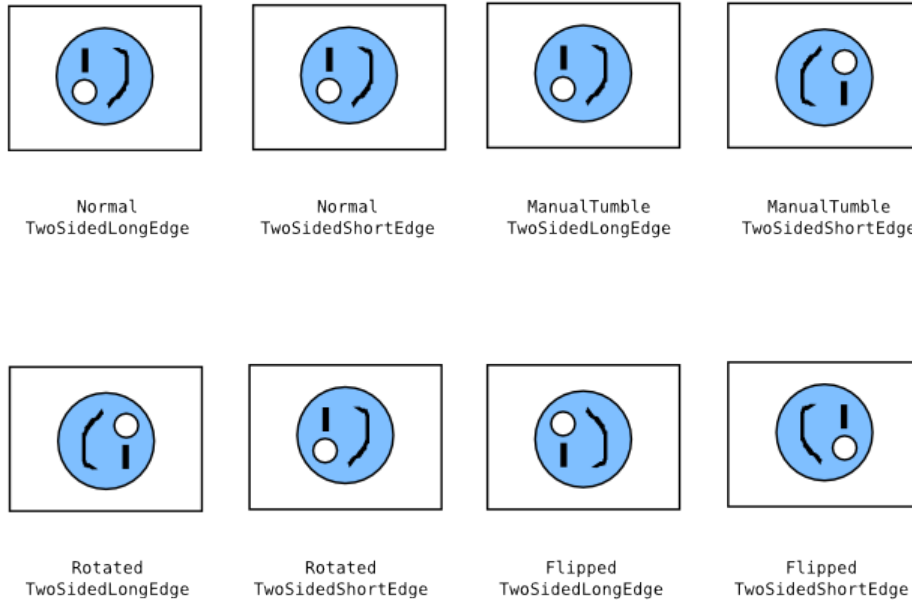 Normal
TwoSidedLongEdge
Normal
TwoSidedShortEdge
ManualTumble
TwoSidedLongEdge
ManualTumble
TwoSidedShortEdge
Rotated
TwoSidedLongEdge
Rotated
TwoSidedShortEdge
Flipped
TwoSidedLongEdge
Flipped
TwoSidedShortEdge